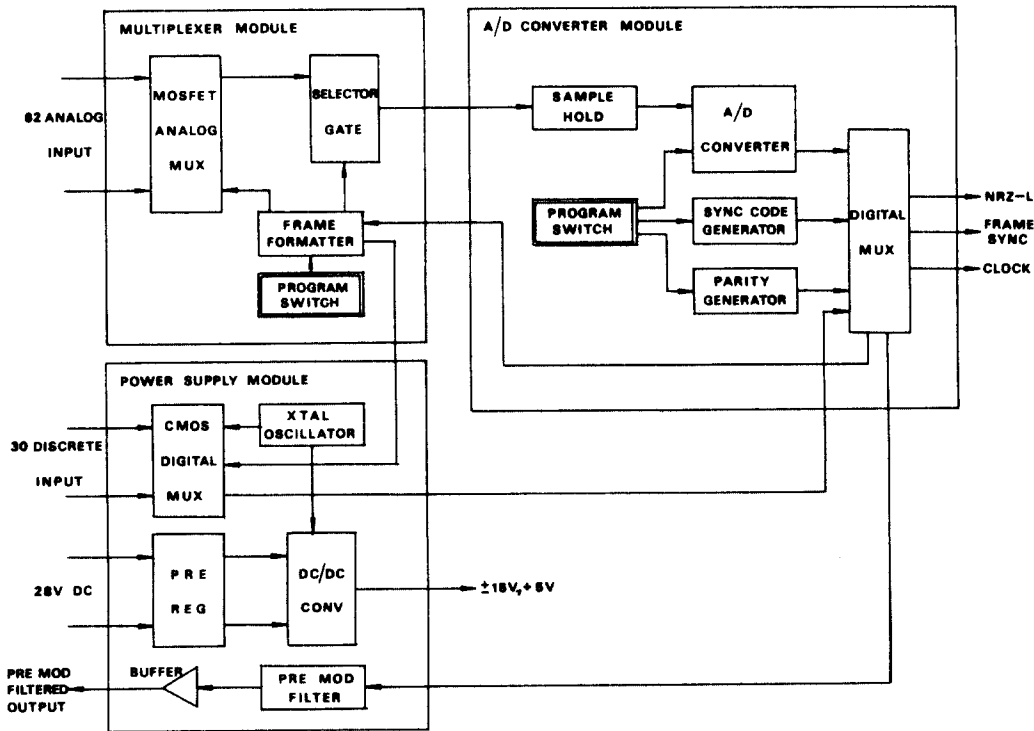 MULTIPLEXER MODULE
82 ANALOG
INPUT
MOSFET
ANALOG
MUX
SELECTOR
GATE
FRAME
FORMATTER
PROGRAM
SWITCH
A/D CONVERTER MODULE
SAMPLE
HOLD
A/D
CONVERTER
PROGRAM
SWITCH
SYNC CODE
GENERATOR
PARITY
GENERATOR
DIGITAL
MUX
NRZ-L
FRAME
SYNC
CLOCK
POWER SUPPLY MODULE
30 DISCRETE
INPUT
CMOS
DIGITAL
MUX
XTAL
OSCILLATOR
28V DC
PRE
REG
DC/DC
CONV
±15V, +5V
PRE MOD
FILTERED
OUTPUT
BUFFER
PRE MOD
FILTER